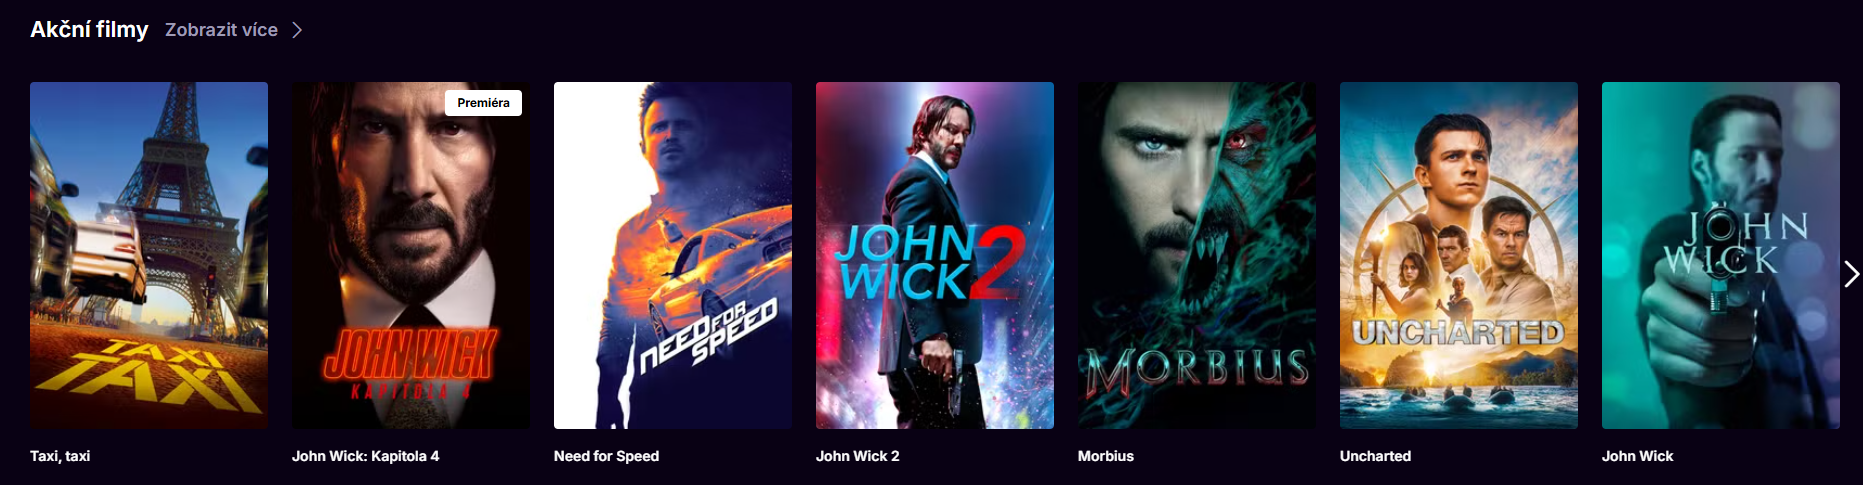 Akční filmy Zobrazit více
TAXI
TAXI
Taxi, taxi
Premiéra
JOHN WICK
KAPITOLA 4
John Wick: Kapitola 4
NEED FOR
SPEED
Need for Speed
JOHN
WICK 2
John Wick 2
MORBIUS
Morbius
UNCHARTED
Uncharted
JOHN
WICK
John Wick